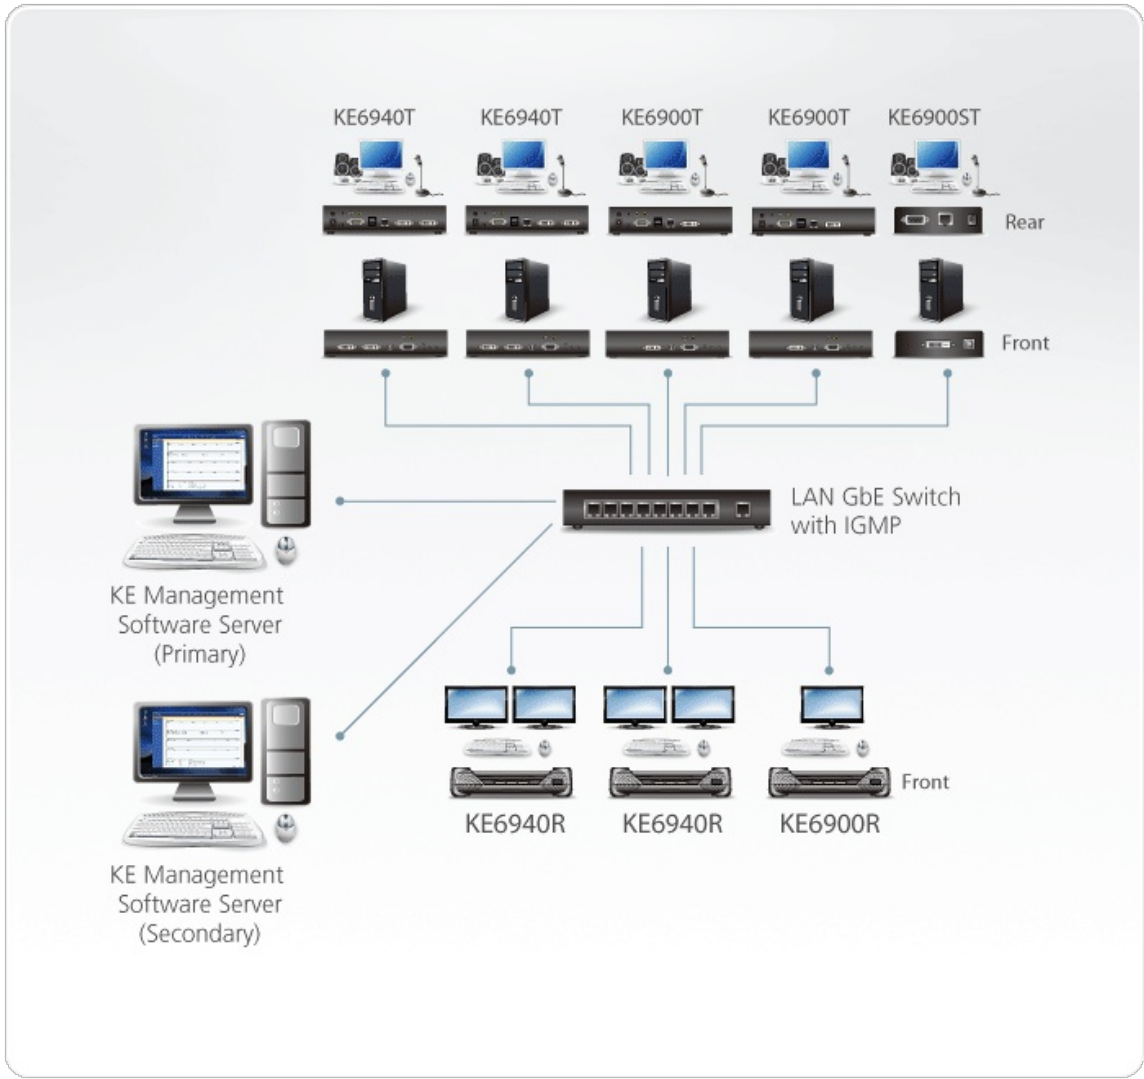 KE6940T
KE6940T
KE6900T
KE6900T
KE6900ST
Rear
Front
LAN GbE Switch
with IGMP
KE Management
Software Server
(Primary)
Front
KE6940R
KE6940R
KE6900R
KE Management
Software Server
(Secondary)